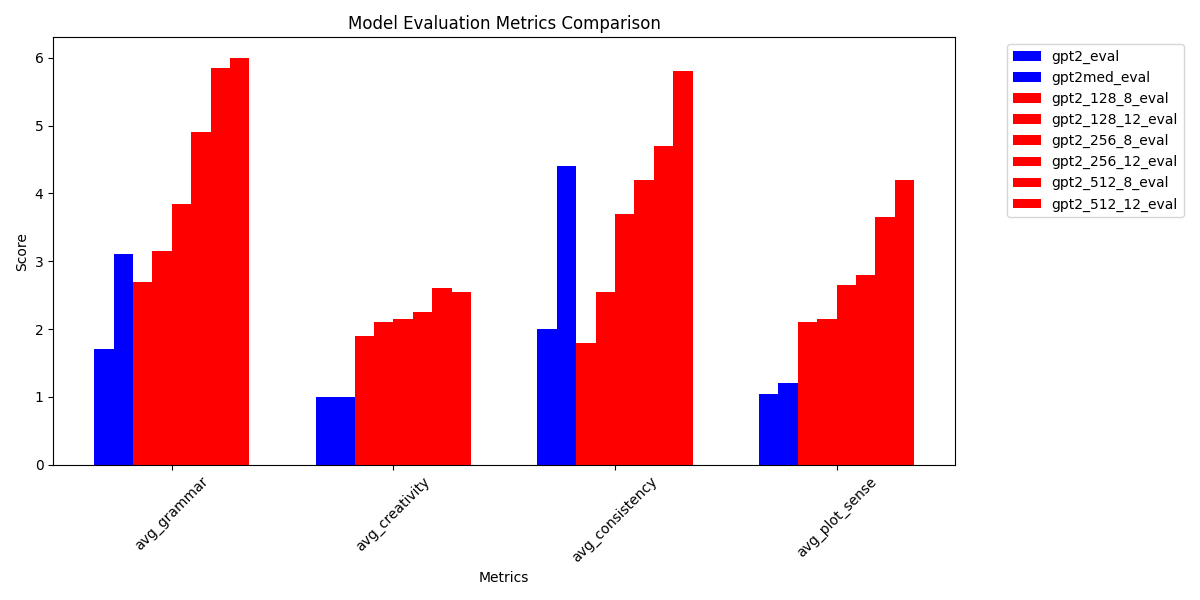 Model Evaluation Metrics Comparison
6
5
4
3
2
1
0
Score
avg_grammar
avg_creativity
avg_consistency
avg_plot_sense
Metrics
gpt2_eval
gpt2med_eval
gpt2_128_8_eval
gpt2_128_12_eval
gpt2_256_8_eval
gpt2_256_12_eval
gpt2_512_8_eval
gpt2_512_12_eval